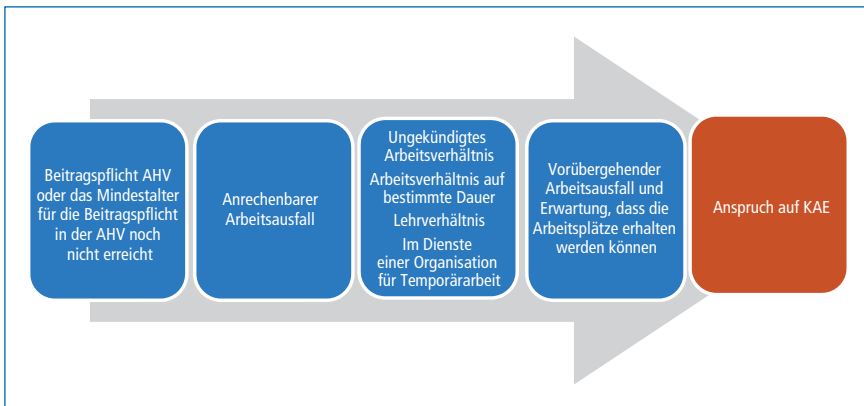 Beitragspflicht AHV
oder das Mindestalter
für die Beitragspflicht
in der AHV noch
nicht erreicht
Anrechenbarer
Arbeitsausfall
Ungekündigtes
Arbeitsverhältnis
Arbeitsverhältnis auf
bestimmte Dauer
Lehrverhältnis
Im Dienste
einer Organisation
für Temporärarbeit
Vorübergehender
Arbeitsausfall und
Erwartung, dass die
Arbeitsplätze erhalten
werden können
Anspruch auf KAE